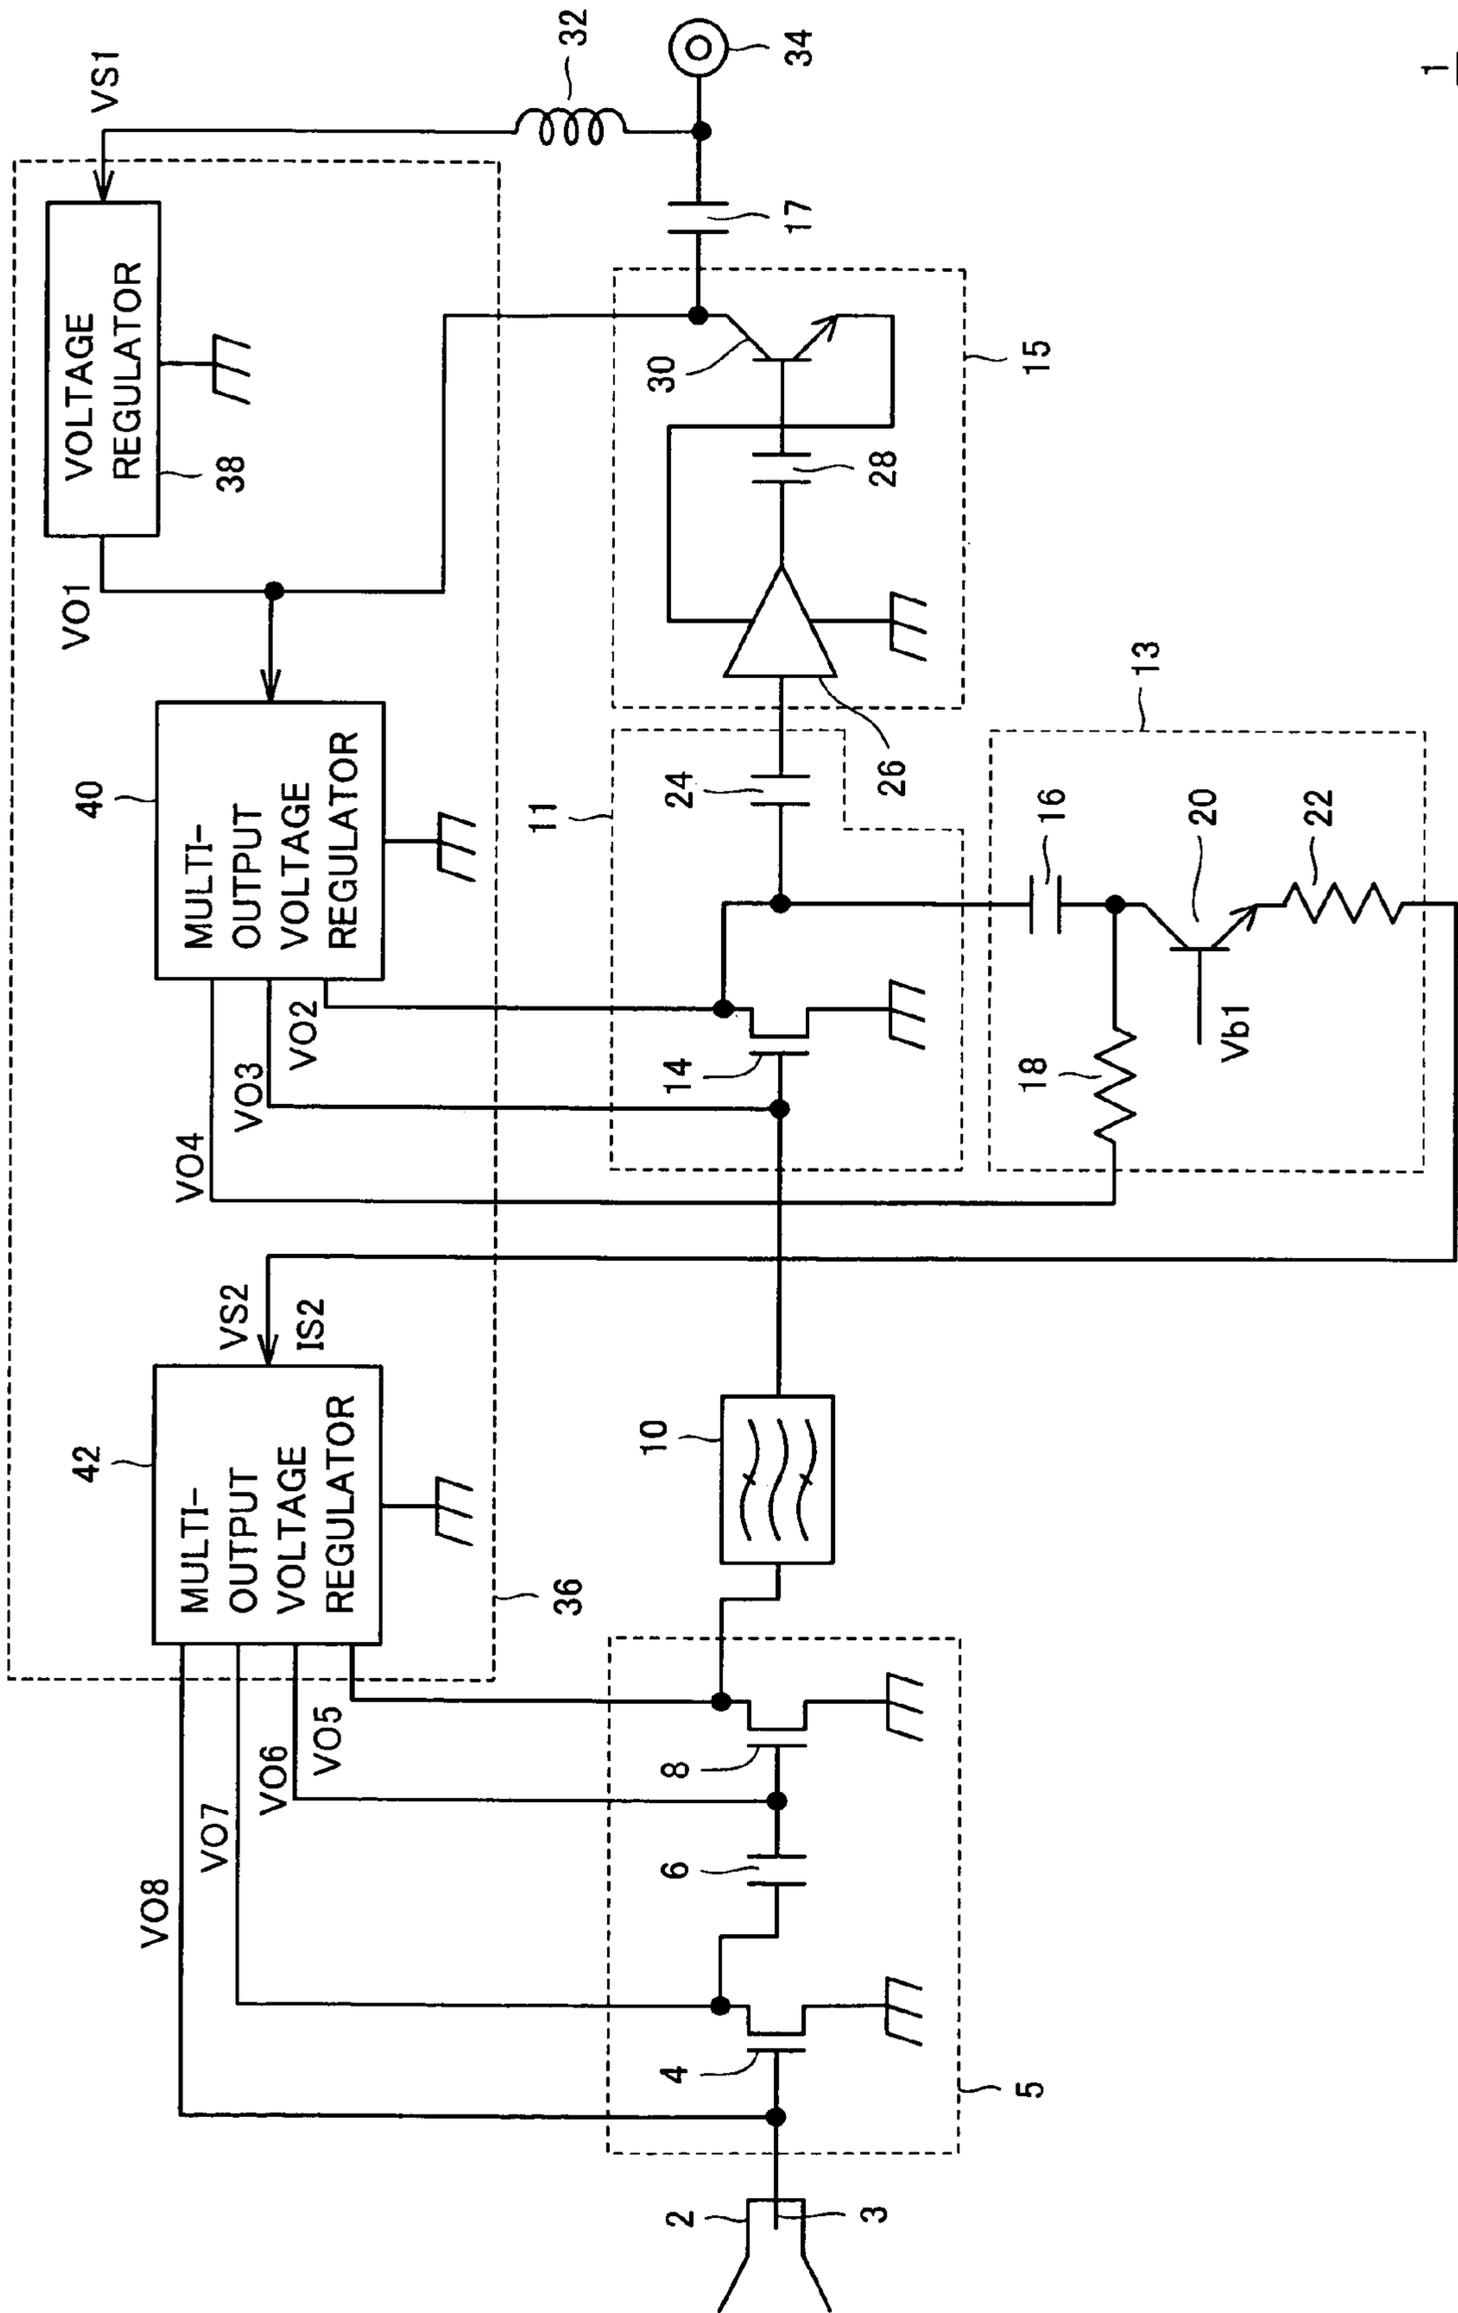 1
VS1
32
34
VOLTAGE
REGULATOR
38
VO1
17
30
15
28
26
40
MULTI-
OUTPUT
VOLTAGE
REGULATOR
VO2
VO3
VO4
11
24
14
13
16
20
22
18
Vb1
42
MULTI-
OUTPUT
VOLTAGE
REGULATOR
VS2
IS2
36
10
VO5
VO6
VO7
VO8
8
6
4
5
2
3